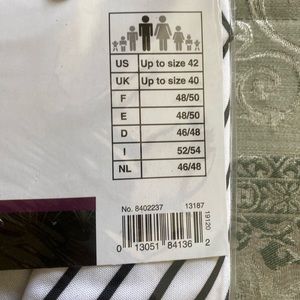 US Up to size 42
UK Up to size 40
F 48/50
E 48/50
D 46/48
I 52/54
NL 46/48
No. 8402237 13187
19120
0 13051 84136 2